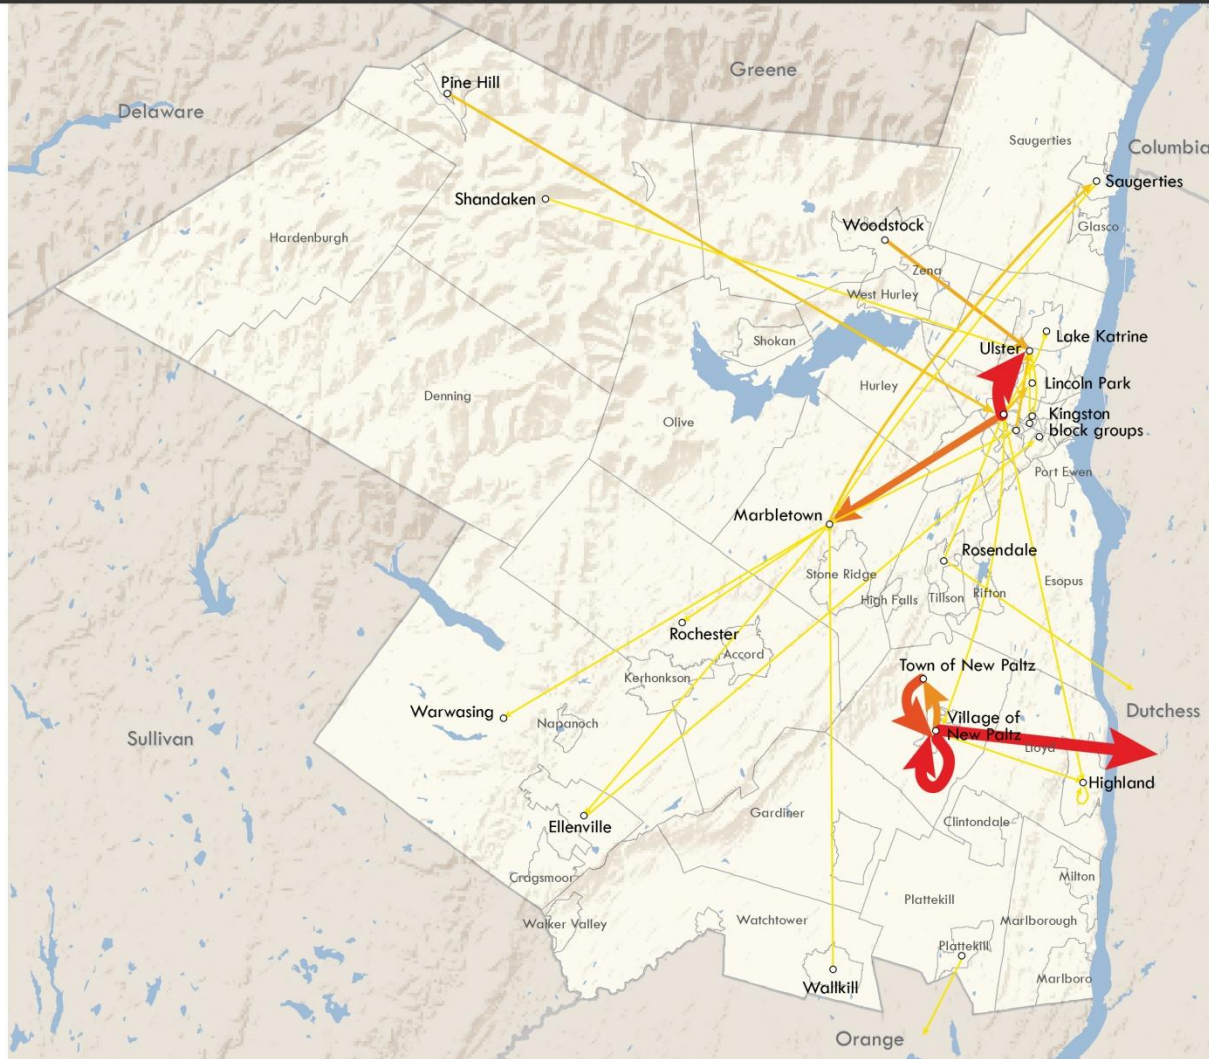 Greene
Pine Hill
Delaware
Saugerties
Columbia
Saugerties
Shandaken
Woodstock
Glasco
Hardenburgh
Zena
West Hurley
Shokan
Lake Katrine
Ulster
Hurley
Lincoln Park
Denning
Kingston
block groups
Olive
Port Ewen
Marbletown
Rosendale
Stone Ridge
Esopus
High Falls
Tillson
Rifton
Rochester
Accord
Town of New Paltz
Kerhonkson
Warwasing
Napanoch
Village of
New Paltz
Dutchess
Sullivan
Lloyd
Highland
Gardiner
Ellenville
Clintondale
Cragsmoor
Milton
Plattekill
Walker Valley
Watchtower
Marlborough
Plattekill
Wallkill
Marlboro
Orange